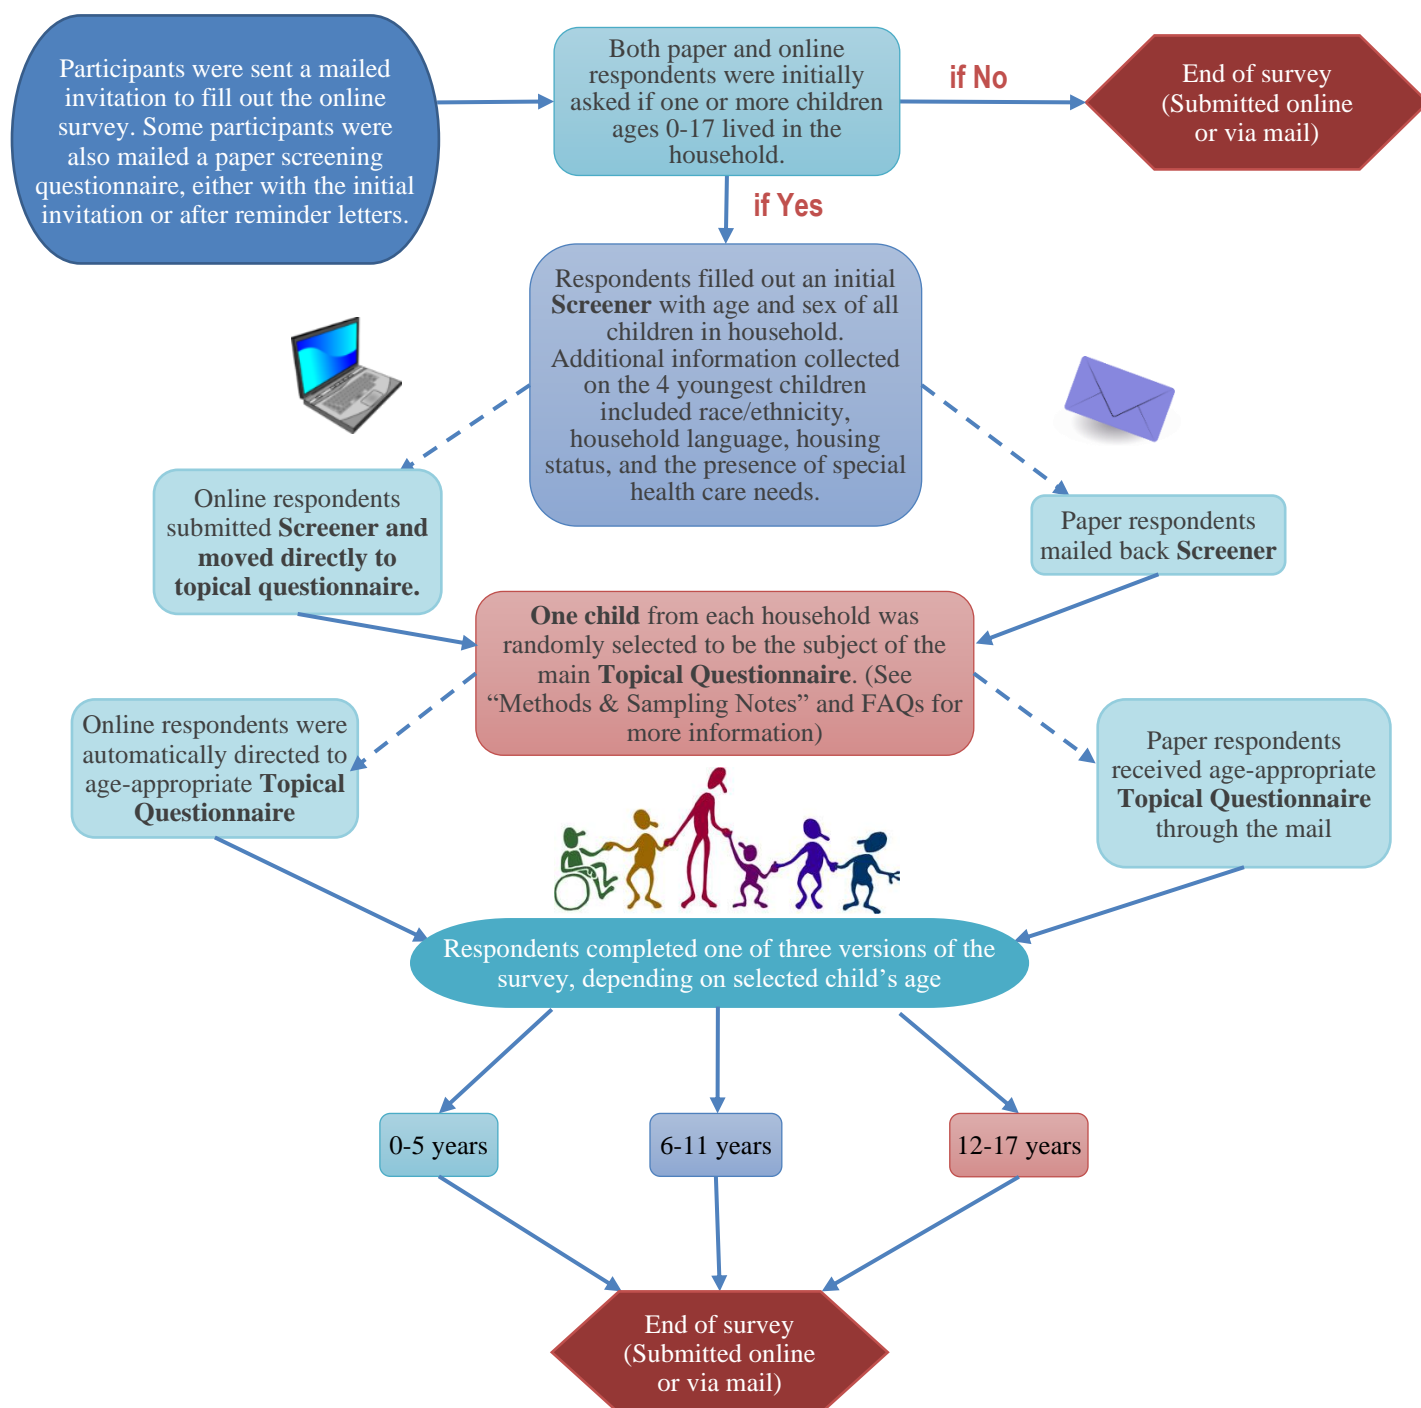 Participants were sent a mailed
invitation to fill out the online
survey. Some participants were
also mailed a paper screening
questionnaire, either with the initial
invitation or after reminder letters.
Both paper and online
respondents were initially
asked if one or more children
ages 0-17 lived in the
household.
if No
End of survey
(Submitted online
or via mail)
if Yes
Respondents filled out an initial
Screener with age and sex of all
children in household.
Additional information collected
on the 4 youngest children
included race/ethnicity,
household language, housing
status, and the presence of special
health care needs.
Online respondents
submitted Screener and
moved directly to
topical questionnaire.
Paper respondents
mailed back Screener
One child from each household was
randomly selected to be the subject of the
main Topical Questionnaire. (See
“Methods & Sampling Notes” and FAQs for
more information)
Online respondents were
automatically directed to
age-appropriate Topical
Questionnaire
Paper respondents
received age-appropriate
Topical Questionnaire
through the mail
Respondents completed one of three versions of the
survey, depending on selected child’s age
0-5 years
6-11 years
12-17 years
End of survey
(Submitted online
or via mail)